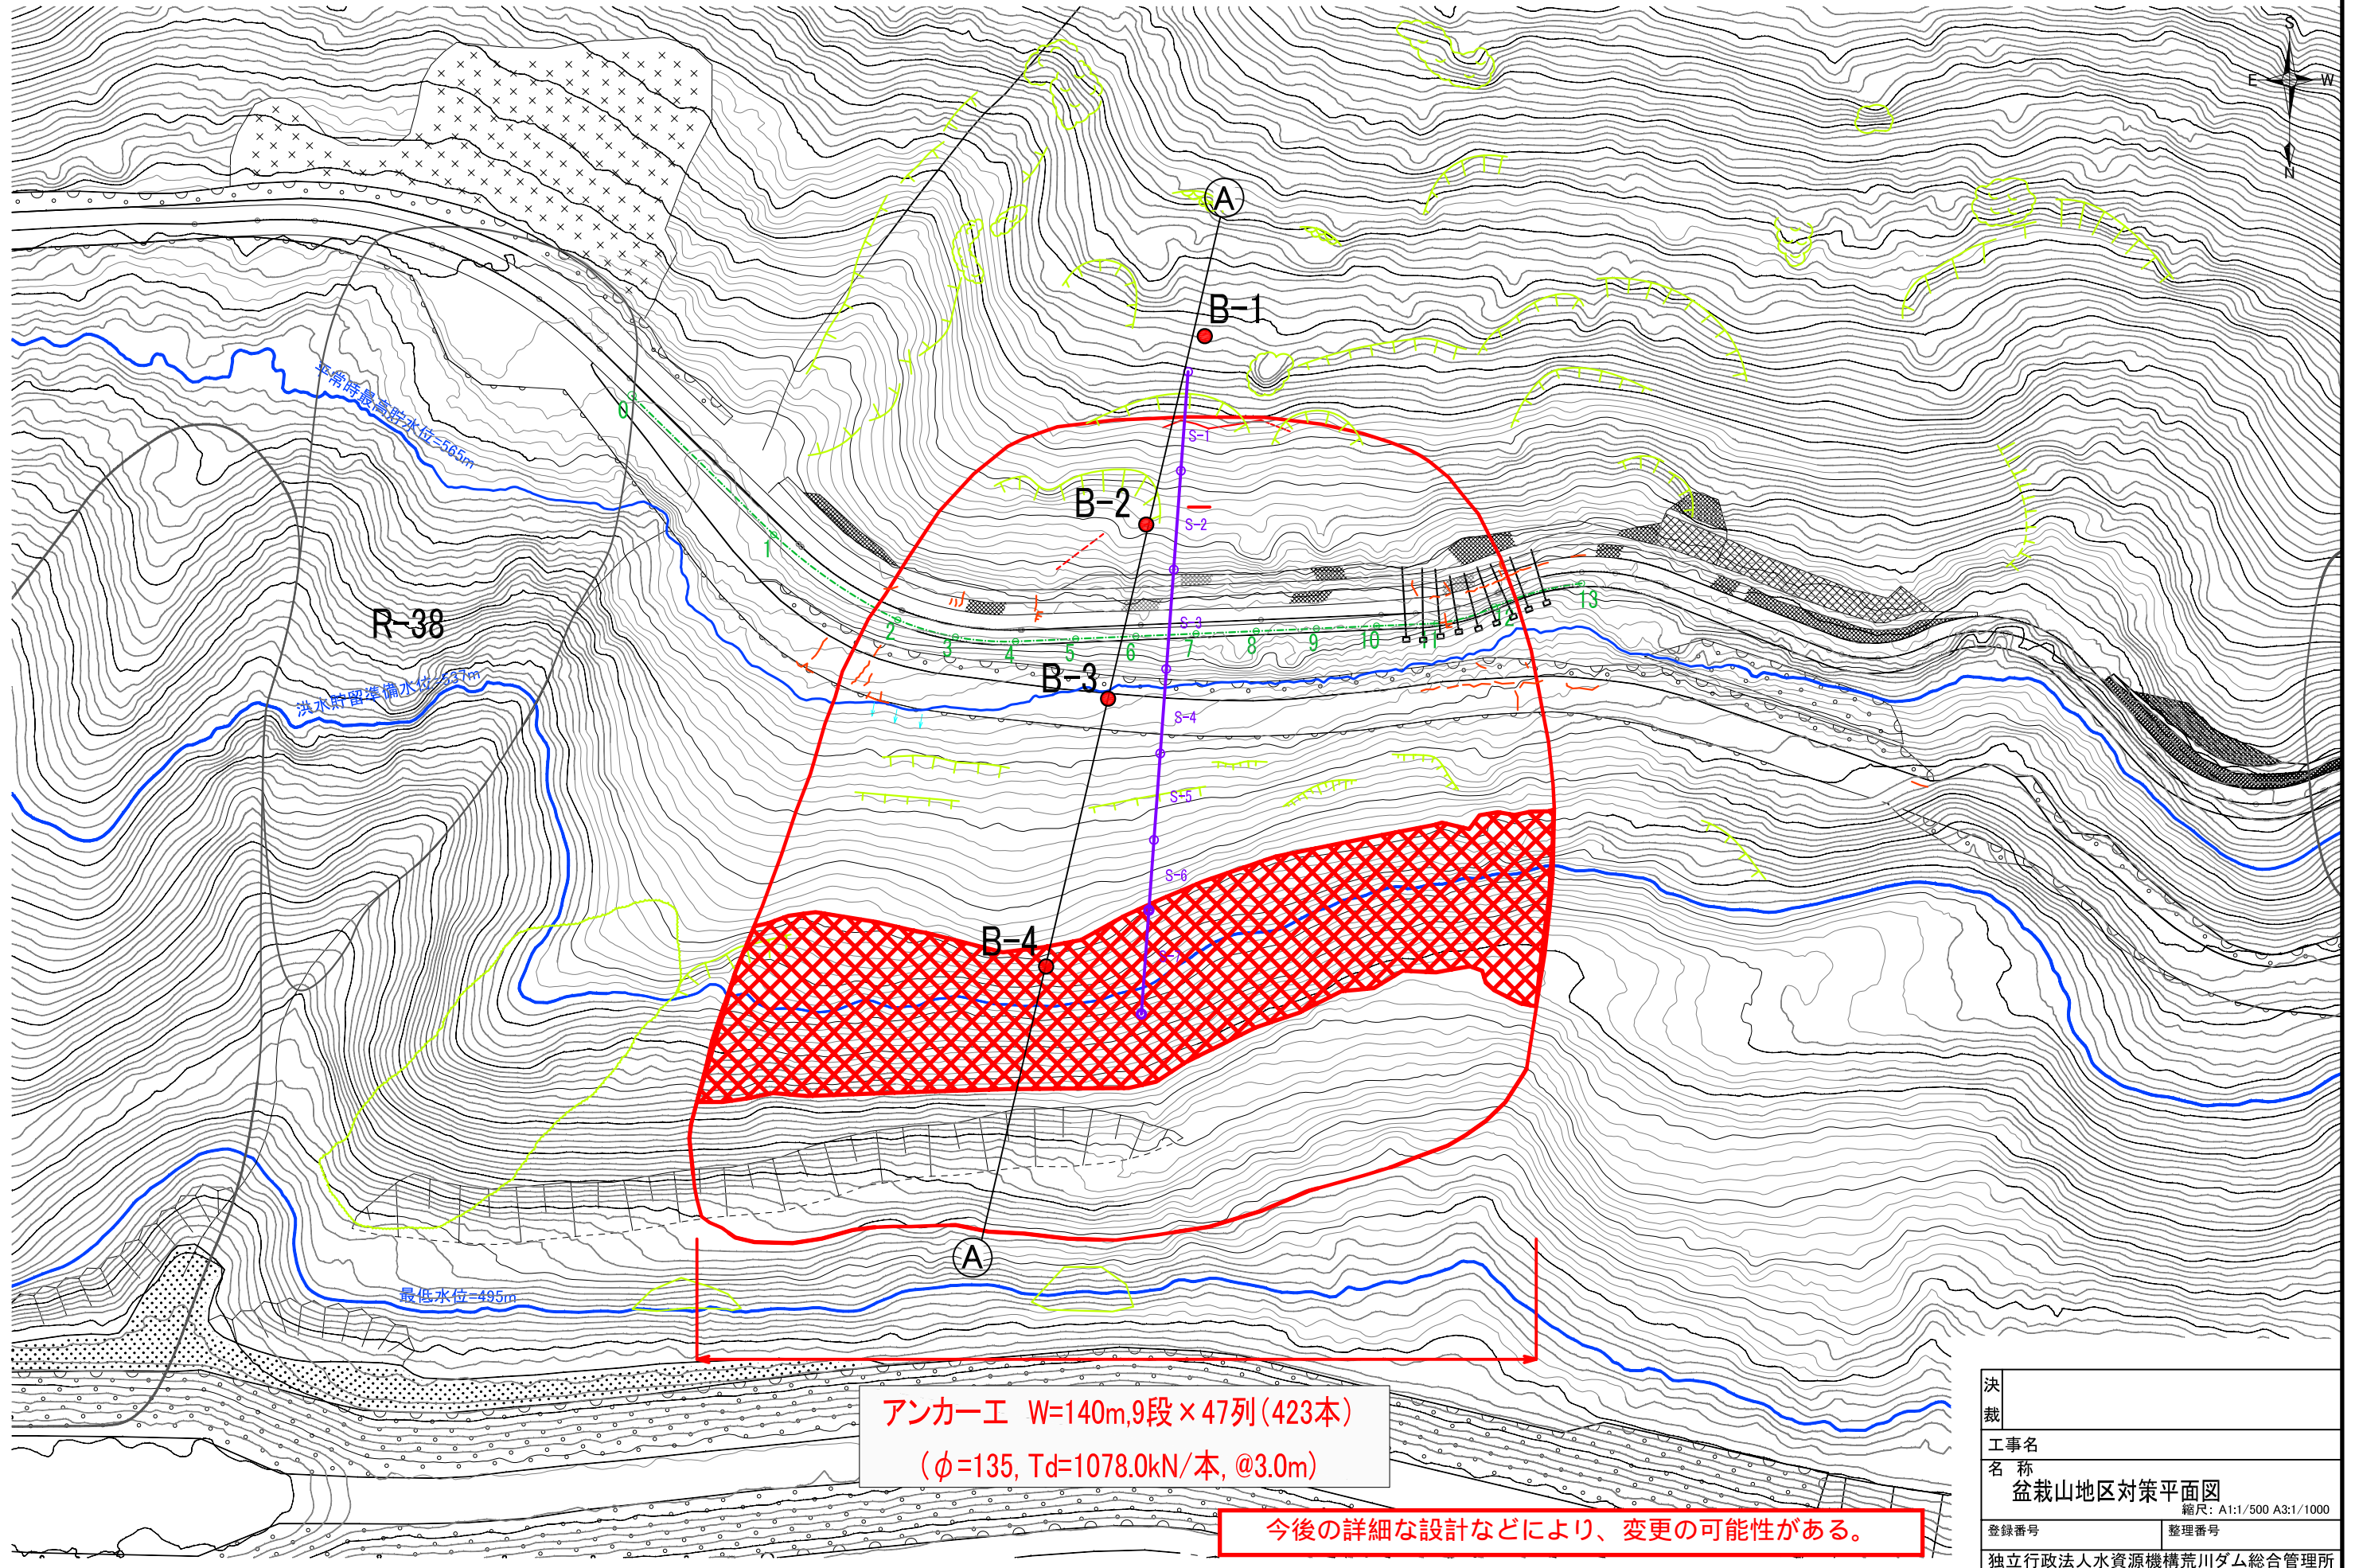 S
E
W
N
A
B-1
平常時最高貯水位=565m
0
S-1
B-2
S-2
1
R-38
2
3
4
5
6
S-3
7
8
9
10
11
12
13
B-3
洪水貯留準備水位=537m
S-4
S-5
S-6
B-4
S-7
A
最低水位=495m
アンカー工 W=140m,9段×47列(423本)
(φ=135, Td=1078.0kN/本, @3.0m)
今後の詳細な設計などにより、変更の可能性がある。
決裁
工事名
名 称
盆栽山地区対策平面図
縮尺: A1:1/500 A3:1/1000
登録番号
整理番号
独立行政法人水資源機構荒川ダム総合管理所